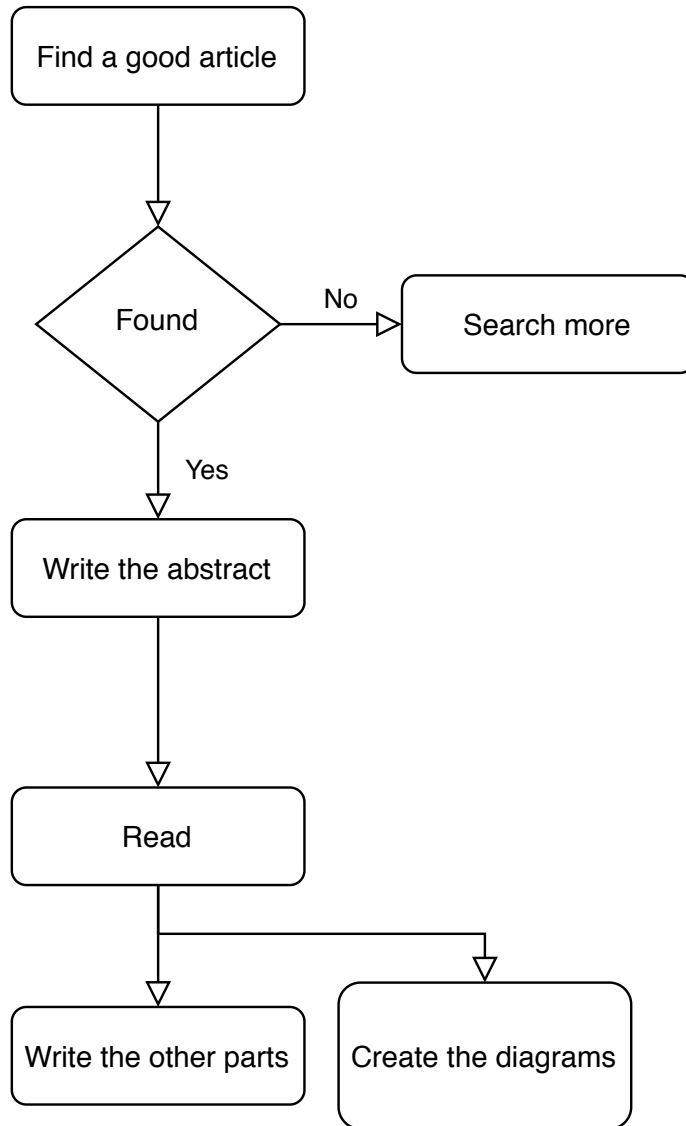 Find a good article
Found
No
Search more
Yes
Write the abstract
Read
Write the other parts
Create the diagrams